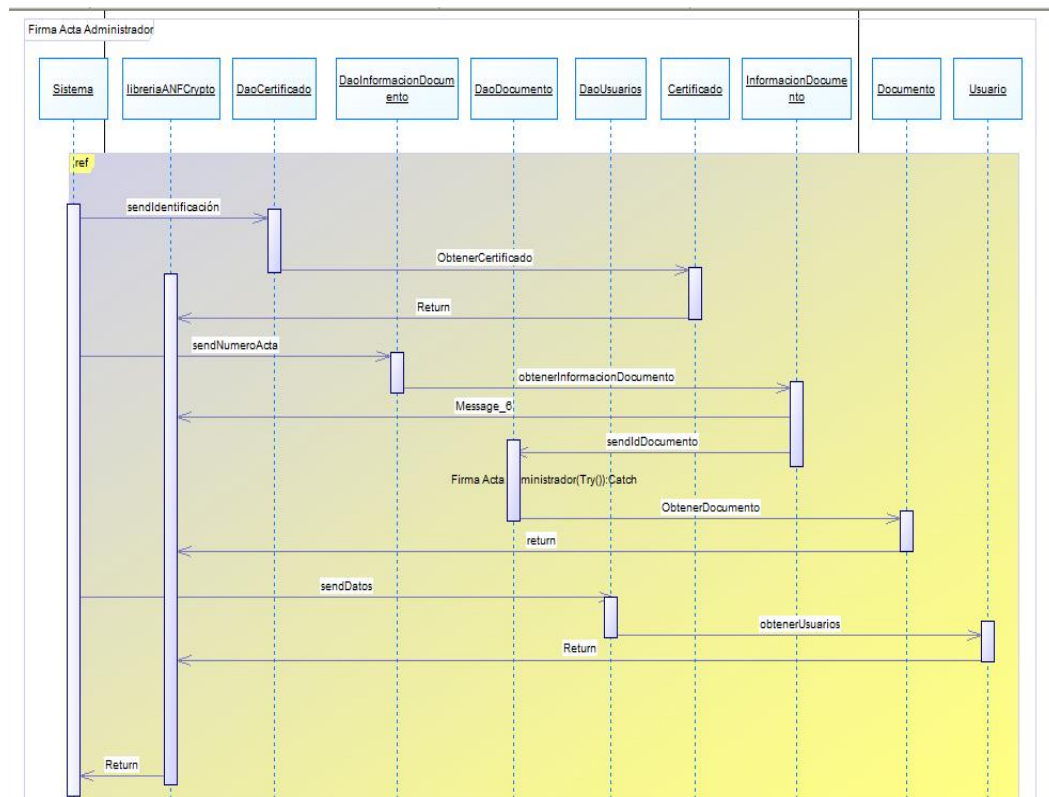 Firma Acta Administrador
Sistema
libreriaANFCrypto
DaoCertificado
DaoInformacionDocum
ento
DaoDocumento
DaoUsuarios
Certificado
InformacionDocume
nto
Documento
Usuario
ref
sendIdentificación
ObtenerCertificado
Return
sendNumeroActa
obtenerInformacionDocumento
Message_6
sendIdDocumento
Firma Acta ministrador(Try()):Catch
ObtenerDocumento
return
sendDatos
obtenerUsuarios
Return
Return